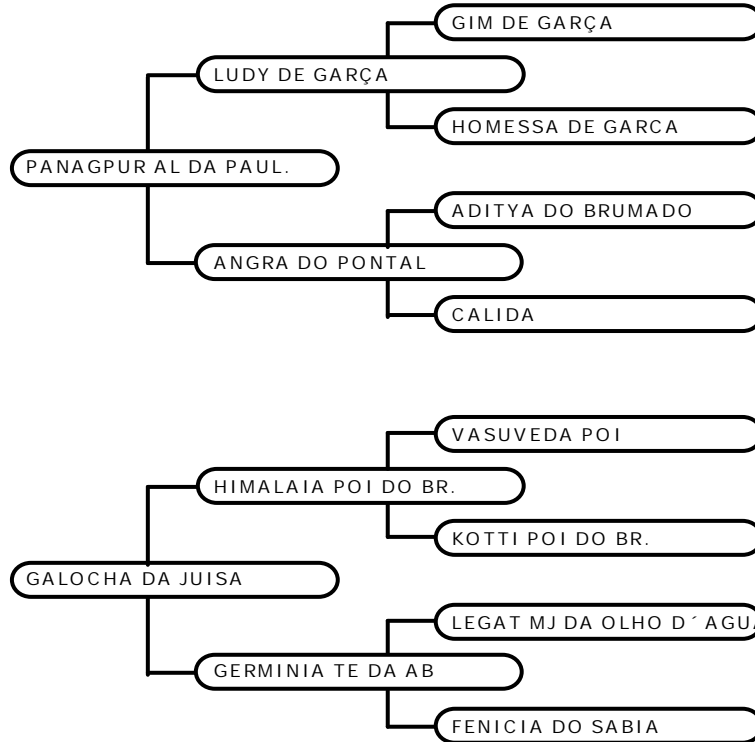 GIM DE GARÇA
LUDY DE GARÇA
HOMESSA DE GARCA
PANAGPUR AL DA PAUL.
ADITYA DO BRUMADO
ANGRA DO PONTAL
CALIDA
VASUVEDA POI
HIMALAIA POI DO BR.
KOTTI POI DO BR.
GALOCHA DA JUISA
LEGAT MJ DA OLHO D´AGUA
GERMINIA TE DA AB
FENICIA DO SABIA